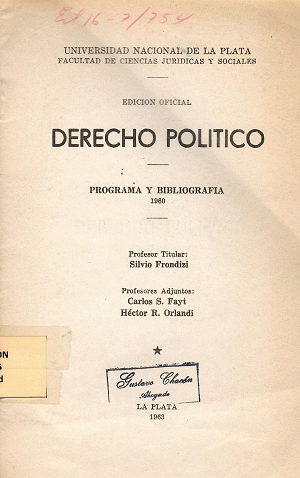 UNIVERSIDAD NACIONAL DE LA PLATA
FACULTAD DE CIENCIAS JURIDICAS Y SOCIALES
EDICION OFICIAL
DERECHO POLITICO
PROGRAMA Y BIBLIOGRAFIA
1960
Profesor Titular:
Silvio Frondizi
Profesores Adjuntos:
Carlos S. Fayt
Héctor R. Orlandi
Gustavo Chacón
Abogado
LA PLATA
1963